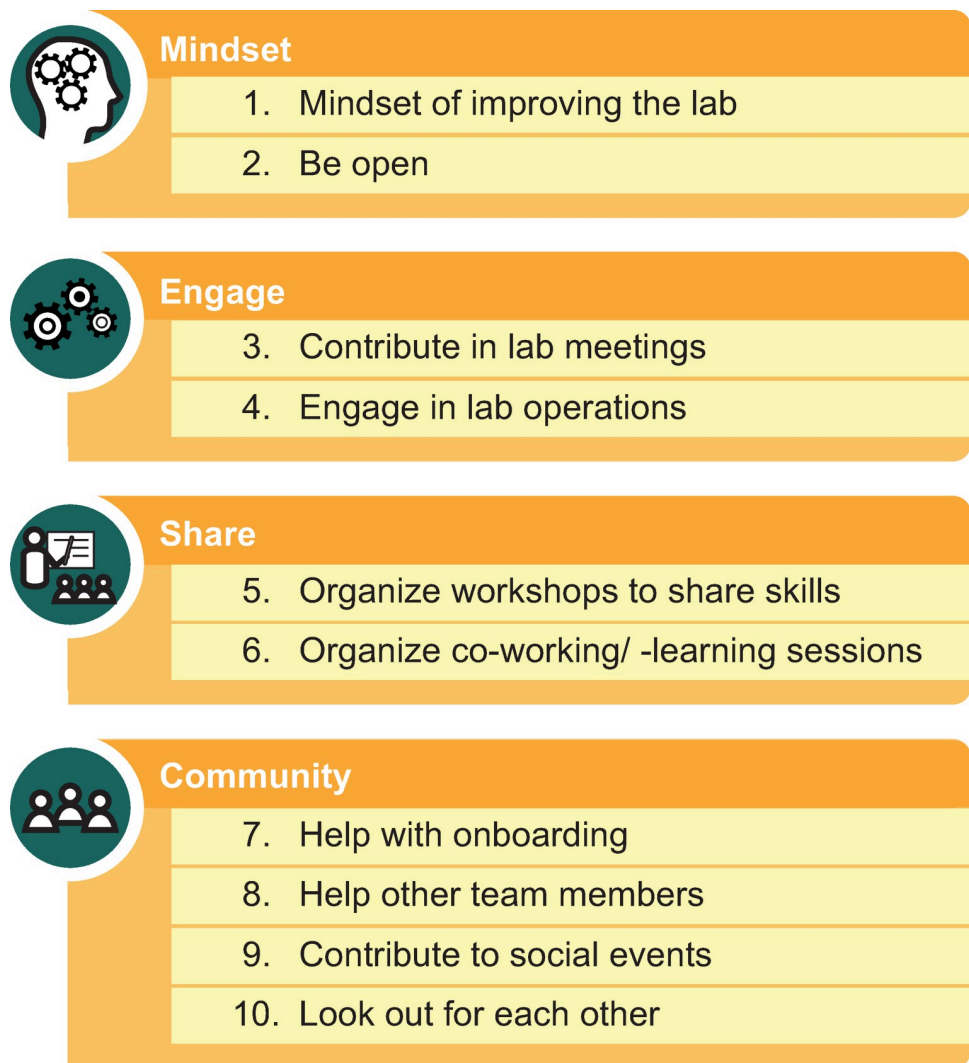 Mindset
1. Mindset of improving the lab
2. Be open
Engage
3. Contribute in lab meetings
4. Engage in lab operations
Share
5. Organize workshops to share skills
6. Organize co-working/ -learning sessions
Community
7. Help with onboarding
8. Help other team members
9. Contribute to social events
10. Look out for each other